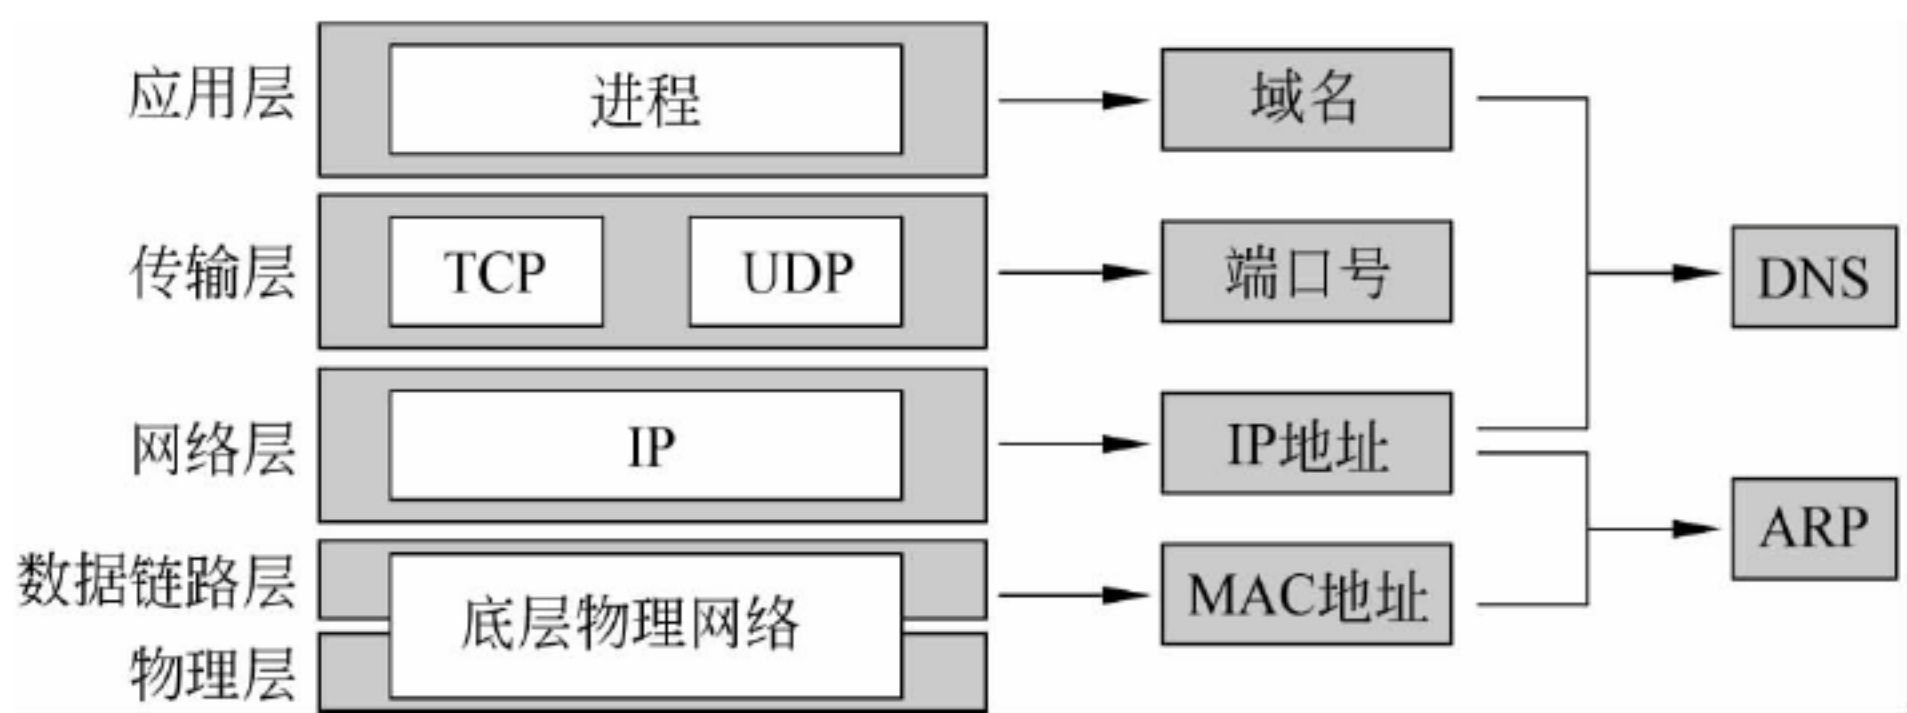 应用层
进程
域名
传输层
TCP
UDP
端口号
DNS
网络层
IP
IP地址
ARP
数据链路层
底层物理网络
MAC地址
物理层